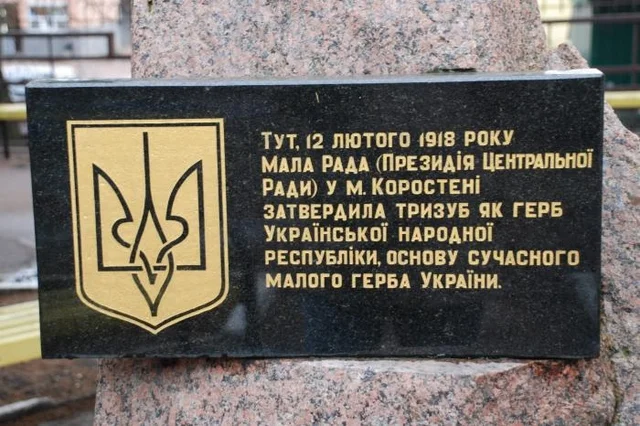 Тут, 12 лютого 1918 року
Мала Рада (Президія Центральної
Ради) у м. Коростені
затвердила тризуб як герб
Української Народної
Республіки, основу сучасного
малого герба України.